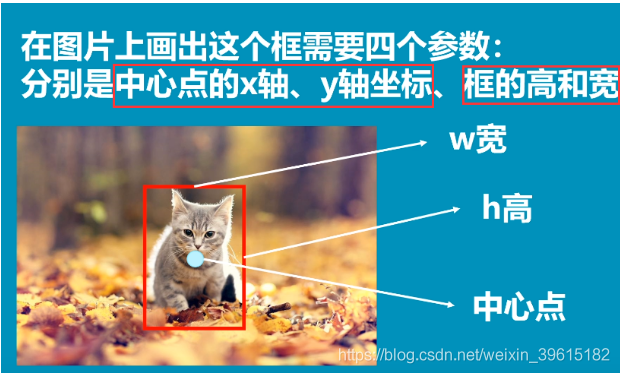 在图片上画出这个框需要四个参数：
分别是中心点的x轴、y轴坐标、框的高和宽
w宽
h高
中心点
https://blog.csdn.net/weixin_39615182